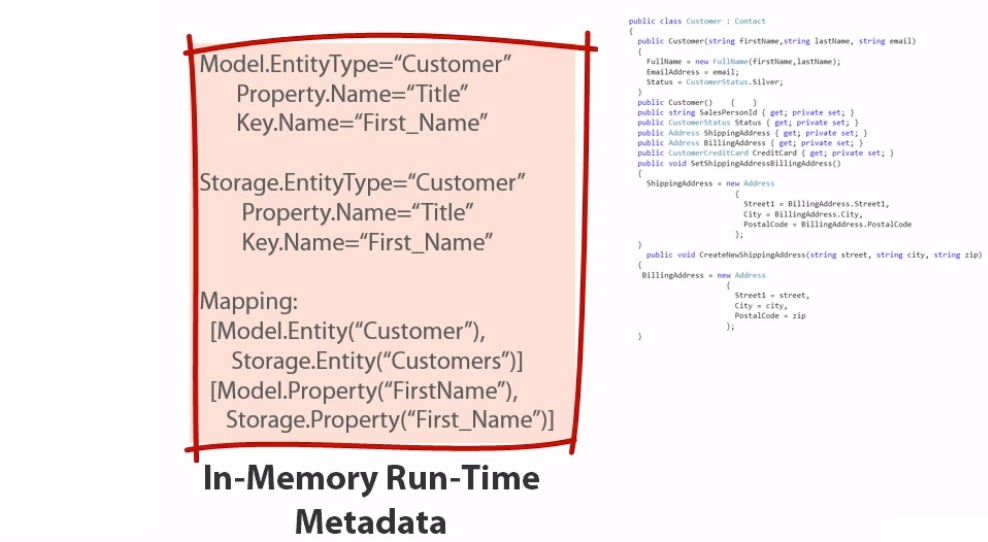 Model.EntityType=“Customer”
Property.Name=“Title”
Key.Name=“First_Name”
Storage.EntityType=“Customer”
Property.Name=“Title”
Key.Name=“First_Name”
Mapping:
[Model.Entity(“Customer”),
Storage.Entity(“Customers”)]
[Model.Property(“FirstName”),
Storage.Property(“First_Name”)]
In-Memory Run-Time
Metadata
public class Customer : Contact
{
public Customer(string firstName,string lastName, string email)
{
FullName = new FullName(firstName,lastName);
EmailAddress = email;
Status = CustomerStatus.Silver;
}
public Customer() { }
public string SalesPersonId { get; private set; }
public CustomerStatus Status { get; private set; }
public Address ShippingAddress { get; private set; }
public Address BillingAddress { get; private set; }
public CustomerCreditCard CreditCard { get; private set; }
public void SetShippingAddressBillingAddress()
{
ShippingAddress = new Address
{
Street1 = BillingAddress.Street1,
City = BillingAddress.City,
PostalCode = BillingAddress.PostalCode
};
}
public void CreateNewShippingAddress(string street, string city, string zip)
{
BillingAddress = new Address
{
Street1 = street,
City = city,
PostalCode = zip
};
}